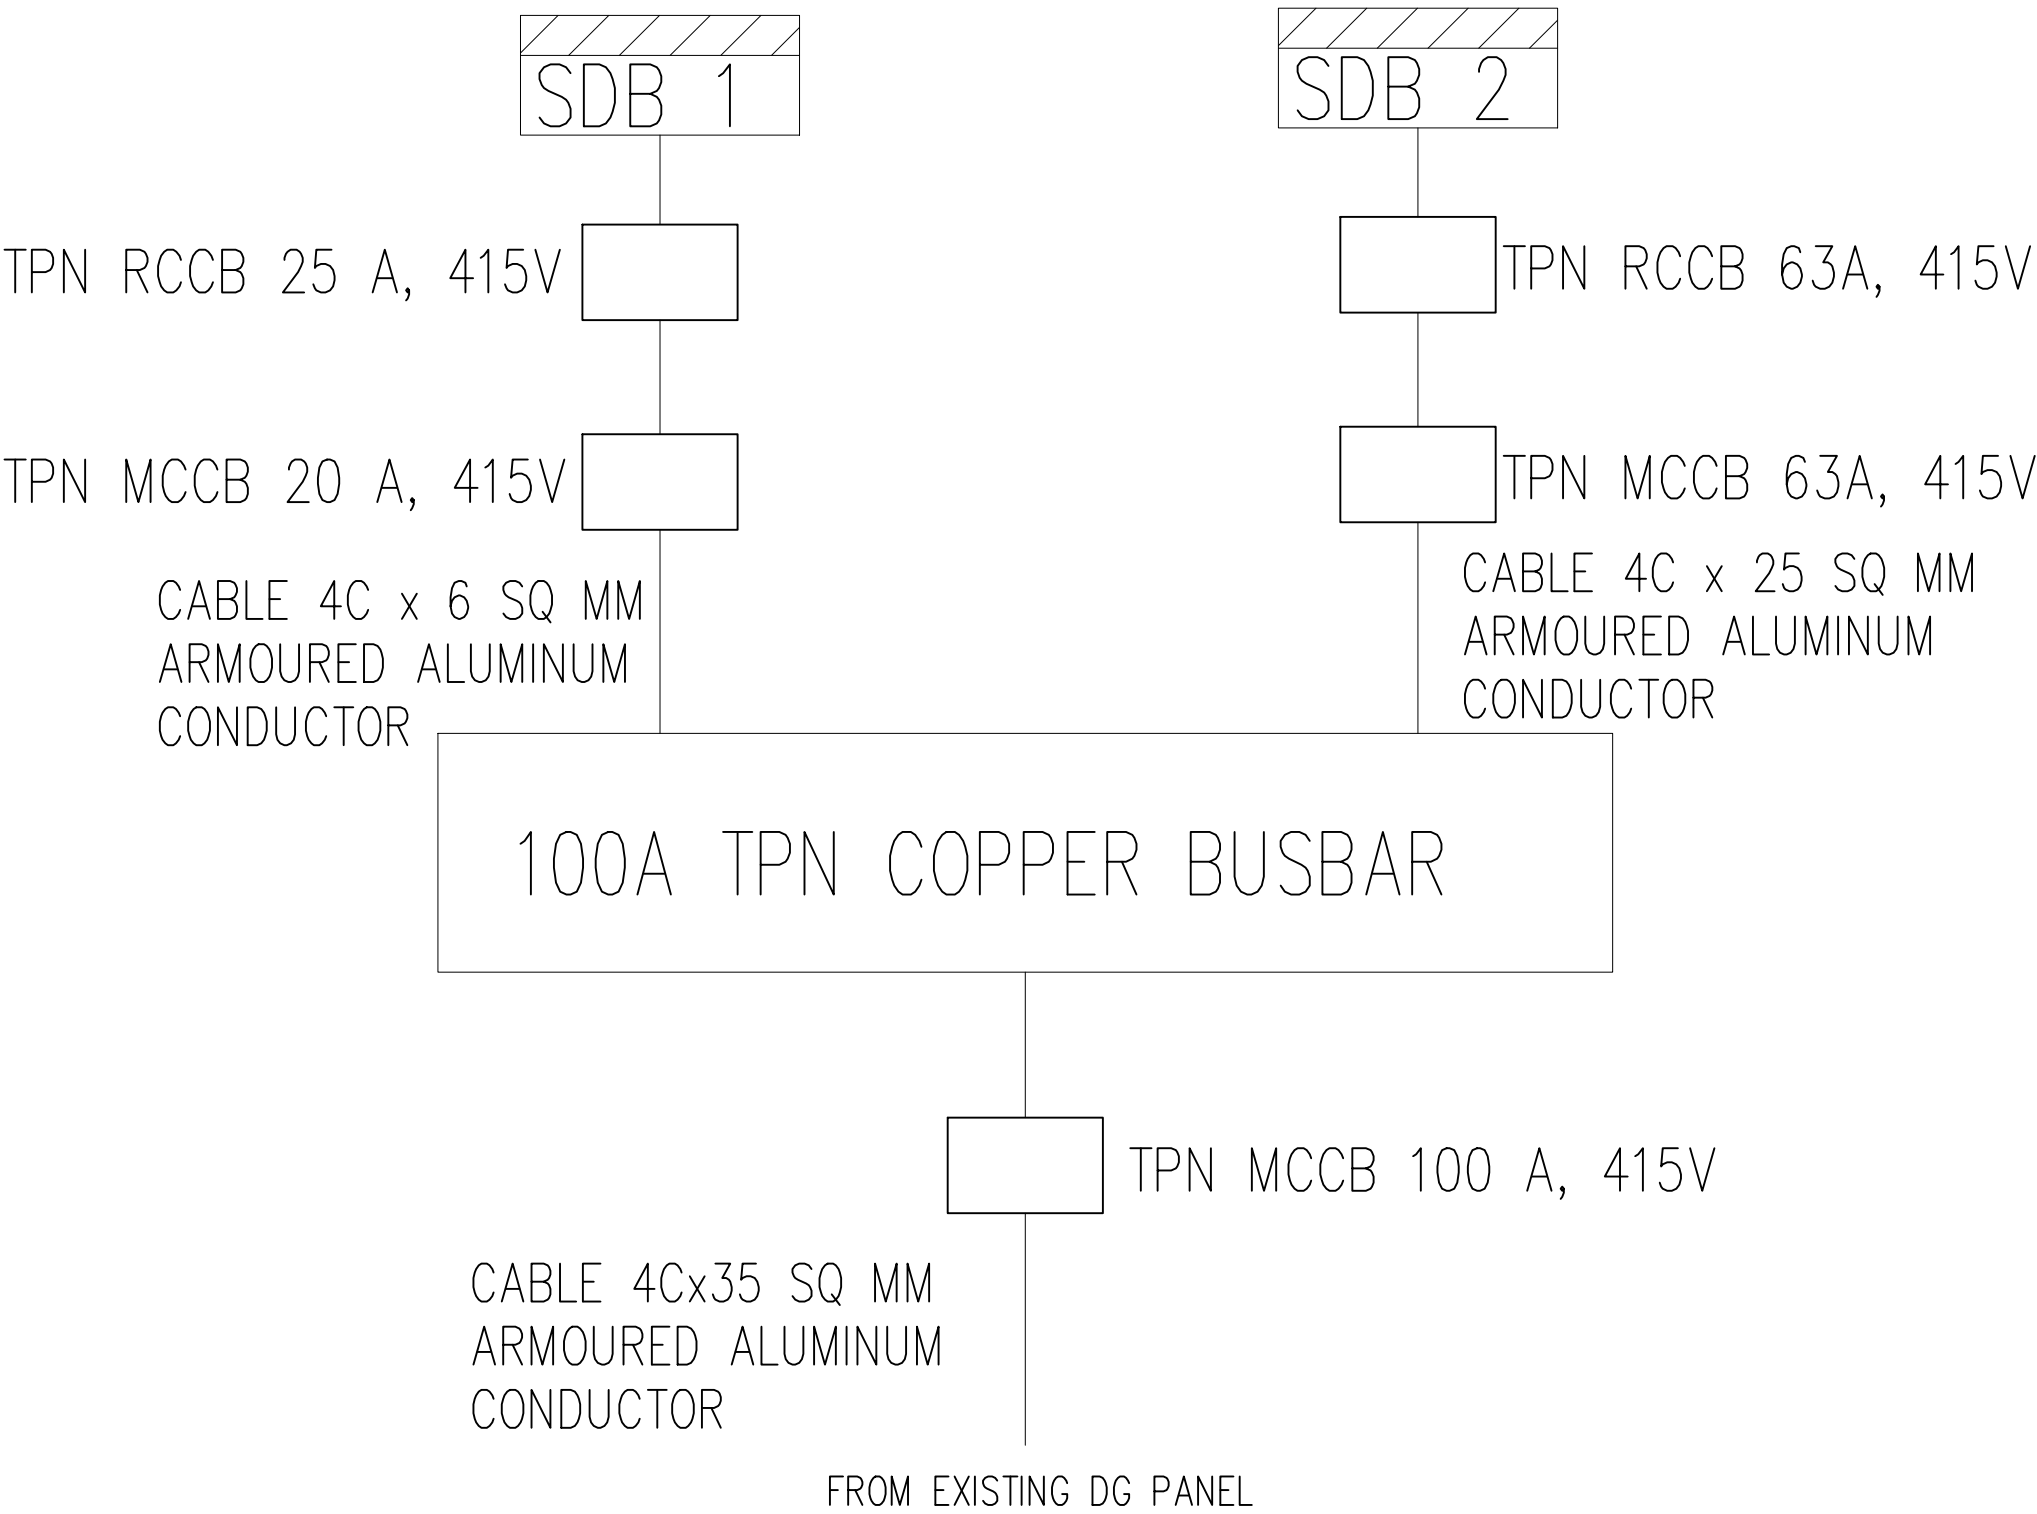 SDB 1
SDB 2
TPN RCCB 25 A, 415V
TPN RCCB 63A, 415V
TPN MCCB 20 A, 415V
TPN MCCB 63A, 415V
CABLE 4C x 6 SQ MM
ARMOURED ALUMINUM
CONDUCTOR
CABLE 4C x 25 SQ MM
ARMOURED ALUMINUM
CONDUCTOR
100A TPN COPPER BUSBAR
TPN MCCB 100 A, 415V
CABLE 4Cx35 SQ MM
ARMOURED ALUMINUM
CONDUCTOR
FROM EXISTING DG PANEL